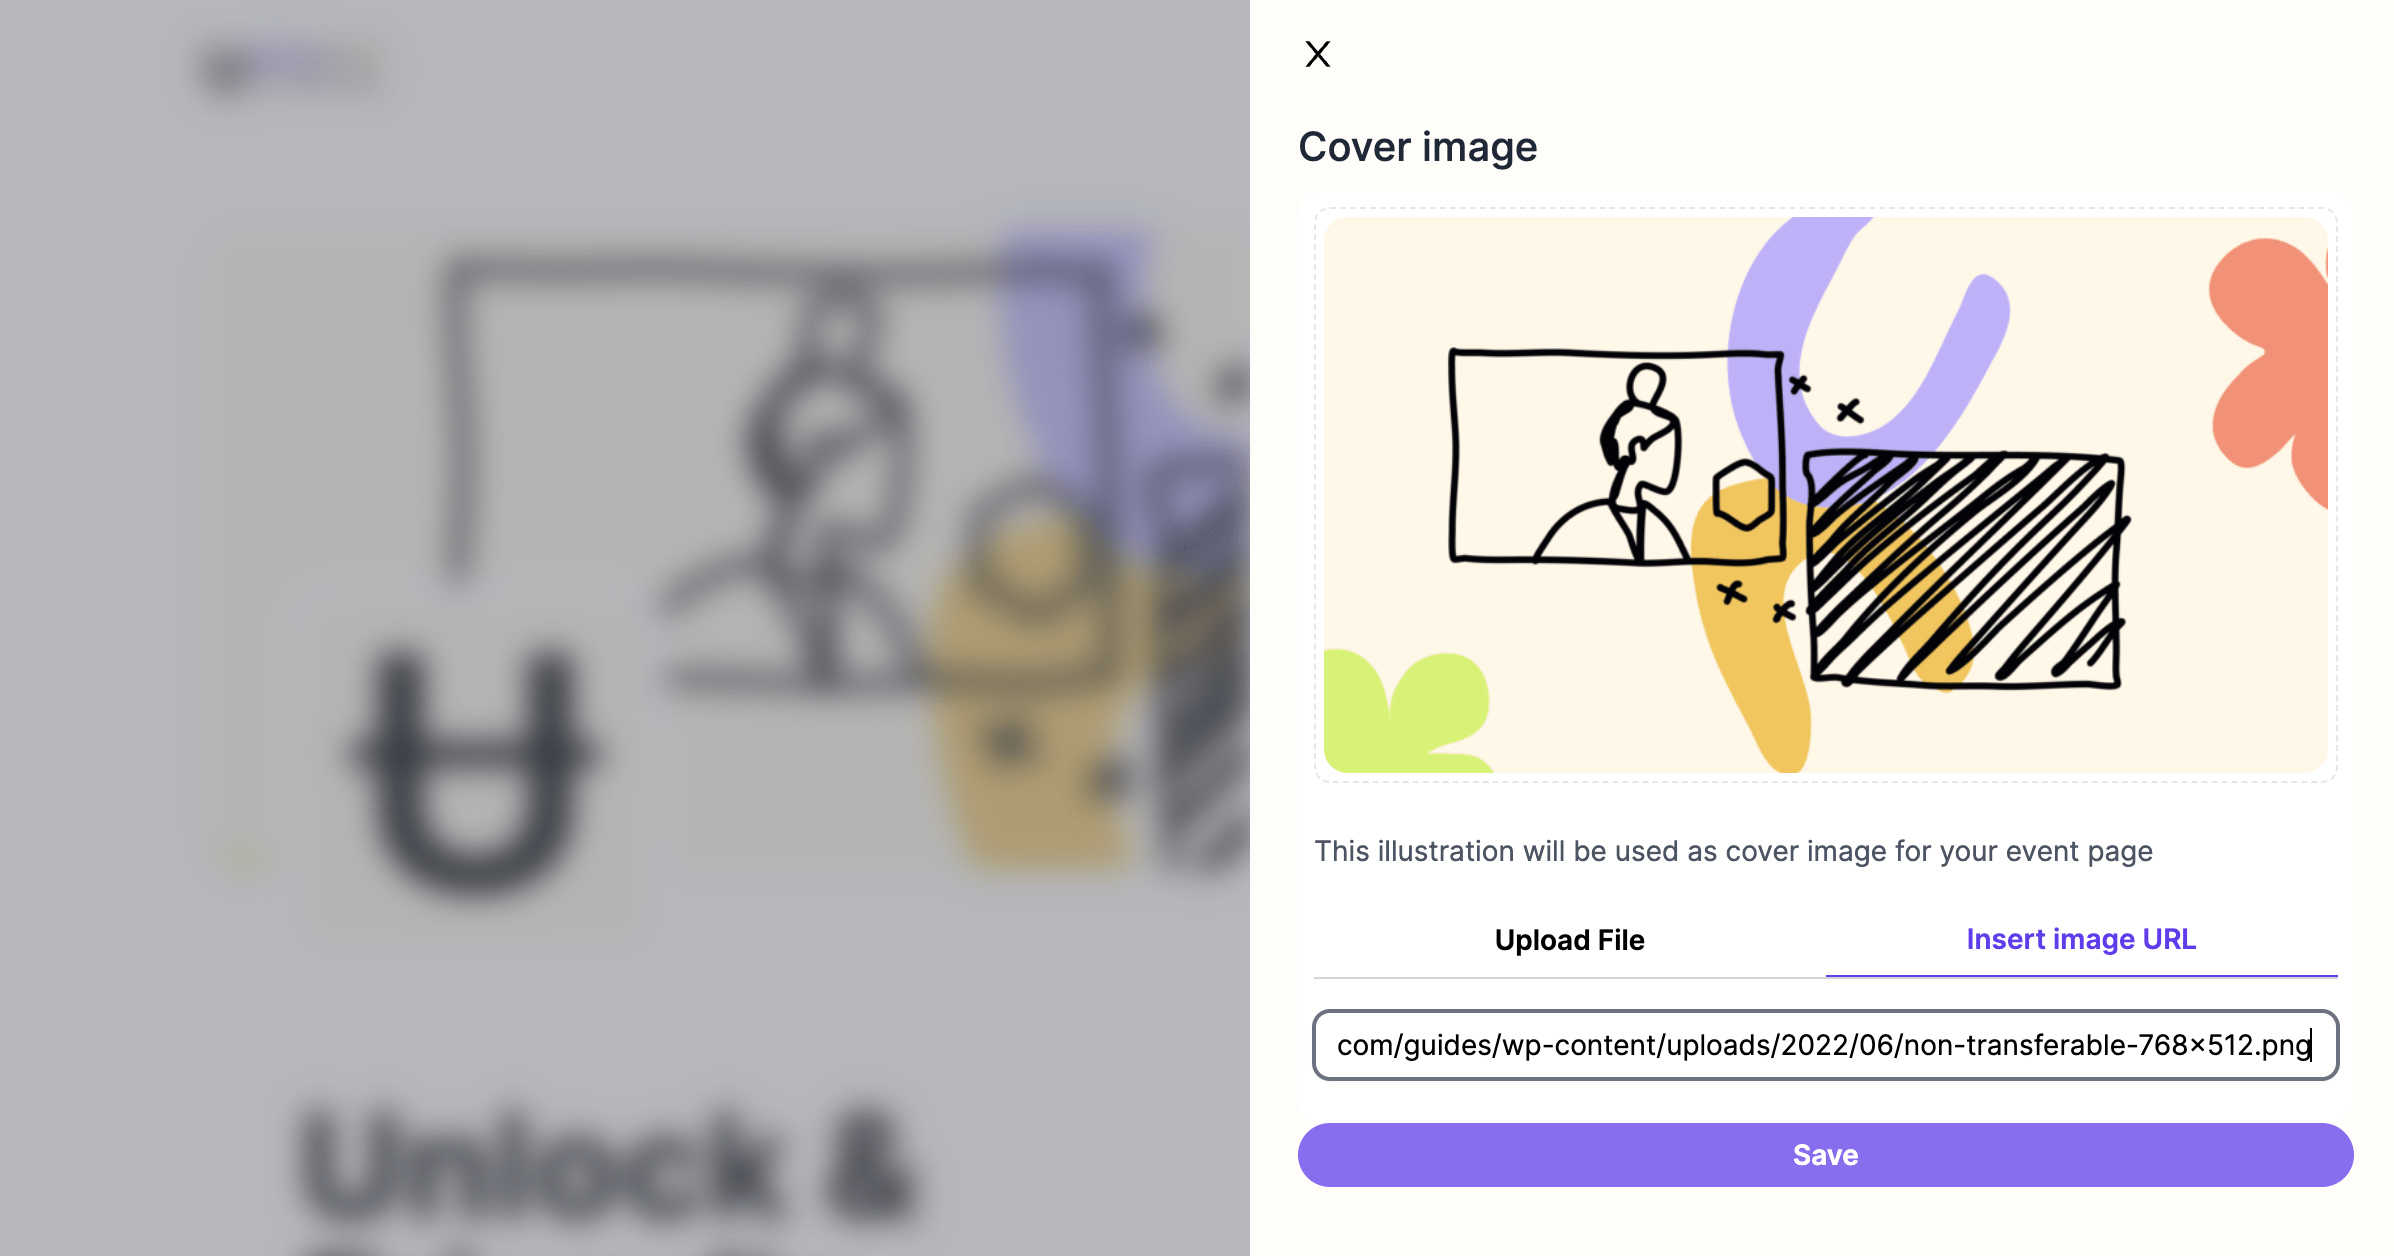 Cover image
This illustration will be used as cover image for your event page
Upload File
Insert image URL
com/guides/wp-content/uploads/2022/06/non-transferable-768×512.png
Save
Unlock &